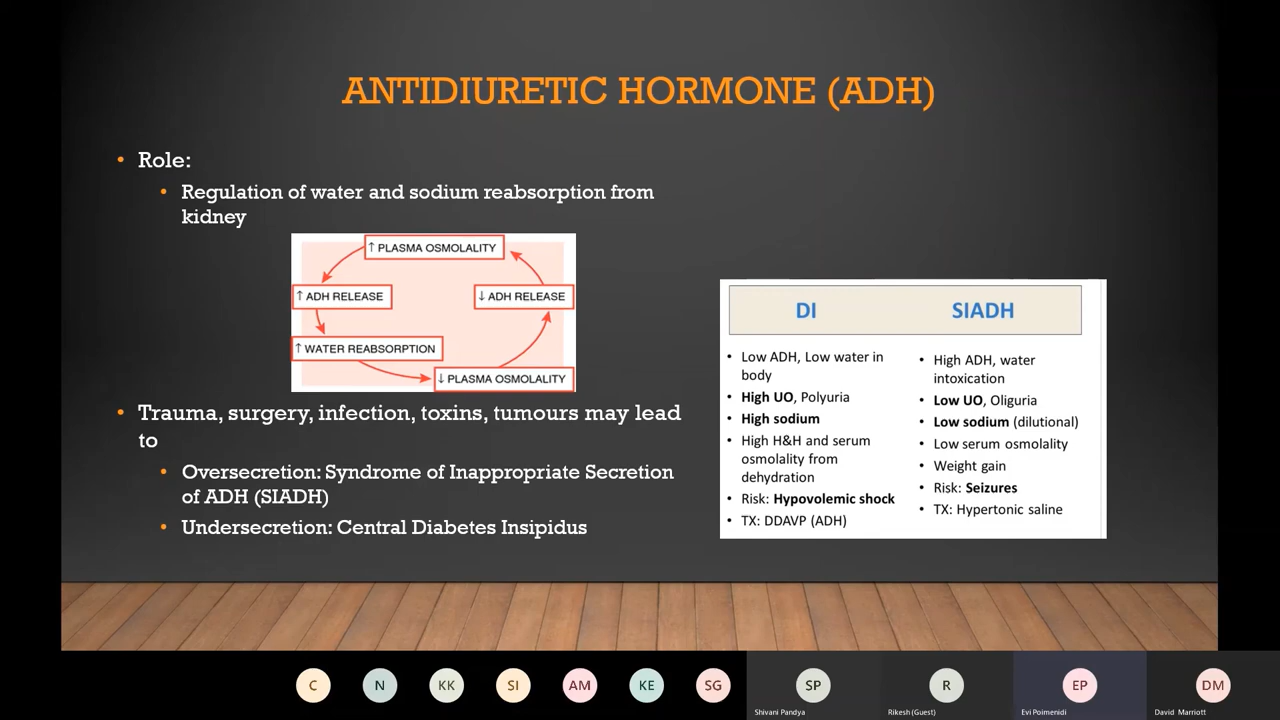 ANTIDIURETIC HORMONE (ADH)
• Role:
• Regulation of water and sodium reabsorption from
kidney
↑ PLASMA OSMOLALITY
↑ ADH RELEASE
↓ ADH RELEASE
↑ WATER REABSORPTION
↓ PLASMA OSMOLALITY
• Trauma, surgery, infection, toxins, tumours may lead
to
• Oversecretion: Syndrome of Inappropriate Secretion
of ADH (SIADH)
• Undersecretion: Central Diabetes Insipidus
DI
• Low ADH, Low water in
body
• High UO, Polyuria
• High sodium
• High H&H and serum
osmolality from
dehydration
• Risk: Hypovolemic shock
• TX: DDAVP (ADH)
SIADH
• High ADH, water
intoxication
• Low UO, Oliguria
• Low sodium (dilutional)
• Low serum osmolality
• Weight gain
• Risk: Seizures
• TX: Hypertonic saline
C
N
KK
SI
AM
KE
SG
SP
Shivani Pandya
R
Rikesh (Guest)
EP
Evi Poimenidi
DM
David Marriott